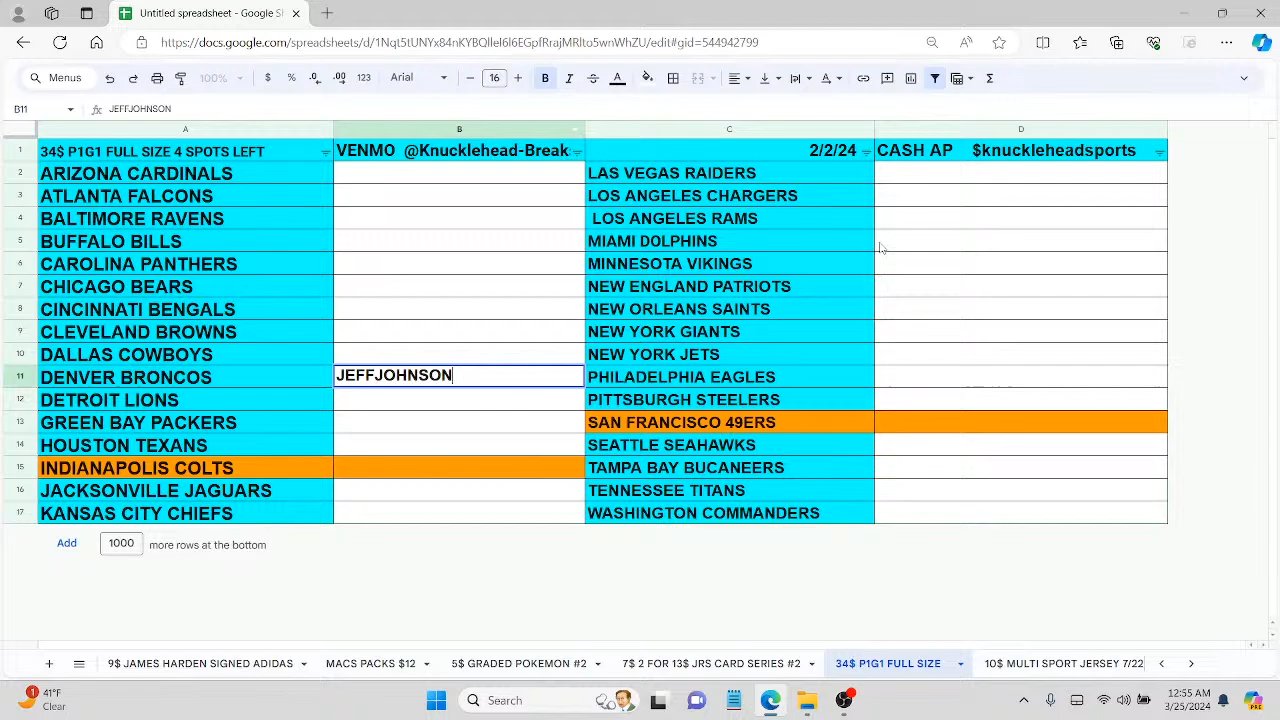 Untitled spreadsheet - Google S
https://docs.google.com/spreadsheets/d/1Nqt5tUNYx84nKYBQlleI6l6EGpfRrajMRlto5wnWhZU/edit#gid=544942799
Menus 100% $ % .0 .00 123 Arial 16 B I A
B11 fx JEFFJOHNSON
A B C D
1 34$ P1G1 FULL SIZE 4 SPOTS LEFT VENMO @Knucklehead-Break 2/2/24 CASH AP $knuckleheadsports
2 ARIZONA CARDINALS LAS VEGAS RAIDERS
3 ATLANTA FALCONS LOS ANGELES CHARGERS
4 BALTIMORE RAVENS LOS ANGELES RAMS
5 BUFFALO BILLS MIAMI DOLPHINS
6 CAROLINA PANTHERS MINNESOTA VIKINGS
7 CHICAGO BEARS NEW ENGLAND PATRIOTS
8 CINCINNATI BENGALS NEW ORLEANS SAINTS
9 CLEVELAND BROWNS NEW YORK GIANTS
10 DALLAS COWBOYS NEW YORK JETS
11 DENVER BRONCOS JEFFJOHNSON PHILADELPHIA EAGLES
DETROIT LIONS PITTSBURGH STEELERS
13 GREEN BAY PACKERS SAN FRANCISCO 49ERS
HOUSTON TEXANS SEATTLE SEAHAWKS
15 INDIANAPOLIS COLTS TAMPA BAY BUCANEERS
16 JACKSONVILLE JAGUARS TENNESSEE TITANS
KANSAS CITY CHIEFS WASHINGTON COMMANDERS
Add 1000 more rows at the bottom
9$ JAMES HARDEN SIGNED ADIDAS MACS PACKS $12 5$ GRADED POKEMON #2 7$ 2 FOR 13$ JRS CARD SERIES #2 34$ P1G1 FULL SIZE 10$ MULTI SPORT JERSEY 7/22
1 41°F Clear Search 2:55 AM 3/25/2024